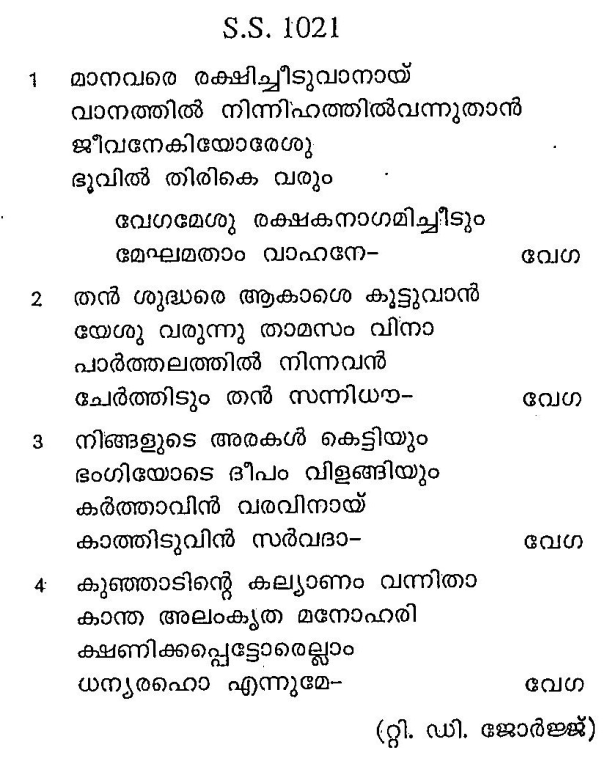 S.S. 1021
1 മാനവരെ രക്ഷിച്ചീടുവാനായ്
വാനത്തിൽ നിന്നിഹത്തിൽവന്നുതാൻ
ജീവനേകിയോരേശു
ഭൂവിൽ തിരികെ വരും
വേഗമേശു രക്ഷകനാഗമിച്ചീടും
മേഘമതാം വാഹനേ– വേഗ
2 തൻ ശുദ്ധരെ ആകാശെ കൂട്ടുവാൻ
യേശു വരുന്നു താമസം വിനാ
പാർത്തലത്തിൽ നിന്നവൻ
ചേർത്തിടും തൻ സന്നിധൗ– വേഗ
3 നിങ്ങളുടെ അരകൾ കെട്ടിയും
ഭംഗിയോടെ ദീപം വിളങ്ങിയും
കർത്താവിൻ വരവിനായ്
കാത്തിടുവിൻ സർവദാ– വേഗ
4 കുഞ്ഞാടിന്റെ കല്യാണം വന്നിതാ
കാന്ത അലംകൃത മനോഹരി
ക്ഷണിക്കപ്പെട്ടോരെല്ലാം
ധന്യരഹൊ എന്നുമേ– വേഗ
(റ്റി. ഡി. ജോർജ്ജ്)